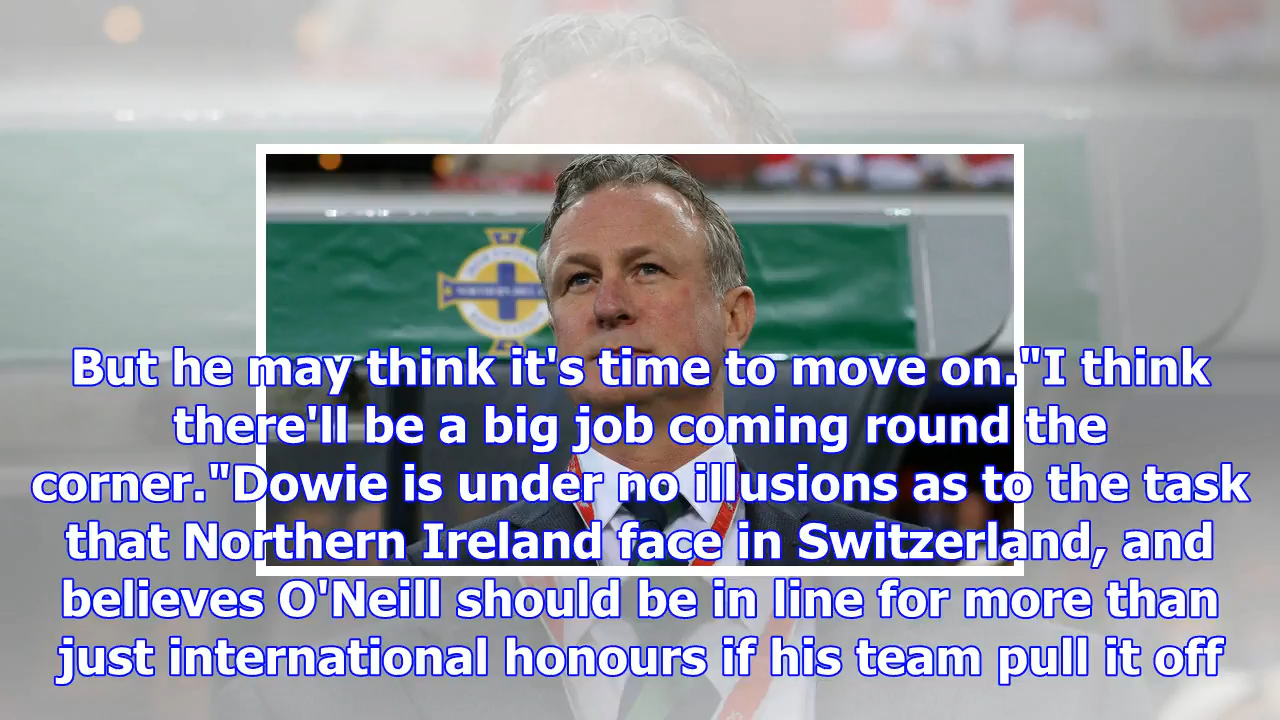 But he may think it's time to move on."I think
there'll be a big job coming round the
corner."Dowie is under no illusions as to the task
that Northern Ireland face in Switzerland, and
believes O'Neill should be in line for more than
just international honours if his team pull it off